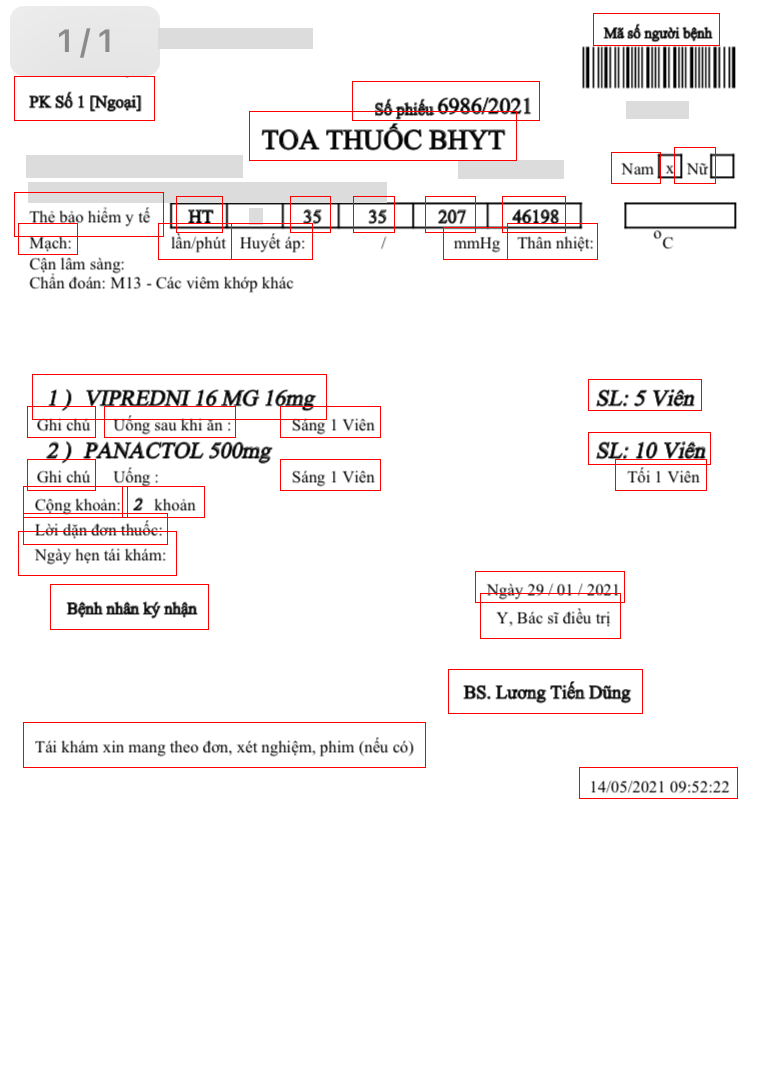 1/1
Mã số người bệnh
PK Số 1 [Ngoại]
Số phiếu 6986/2021
TOA THUỐC BHYT
Nam x Nữ
Thẻ bảo hiểm y tế HT 35 35 207 46198
Mạch: lần/phút Huyết áp: / mmHg Thân nhiệt: ºC
Cận lâm sàng:
Chẩn đoán: M13 - Các viêm khớp khác
1 ) VIPREDNI 16 MG 16mg SL: 5 Viên
Ghi chú Uống sau khi ăn : Sáng 1 Viên
2 ) PANACTOL 500mg SL: 10 Viên
Ghi chú Uống : Sáng 1 Viên Tối 1 Viên
Cộng khoản: 2 khoản
Lời dặn đơn thuốc:
Ngày hẹn tái khám:
Ngày 29 / 01 / 2021
Bệnh nhân ký nhận Y, Bác sĩ điều trị
BS. Lương Tiến Dũng
Tái khám xin mang theo đơn, xét nghiệm, phim (nếu có)
14/05/2021 09:52:22